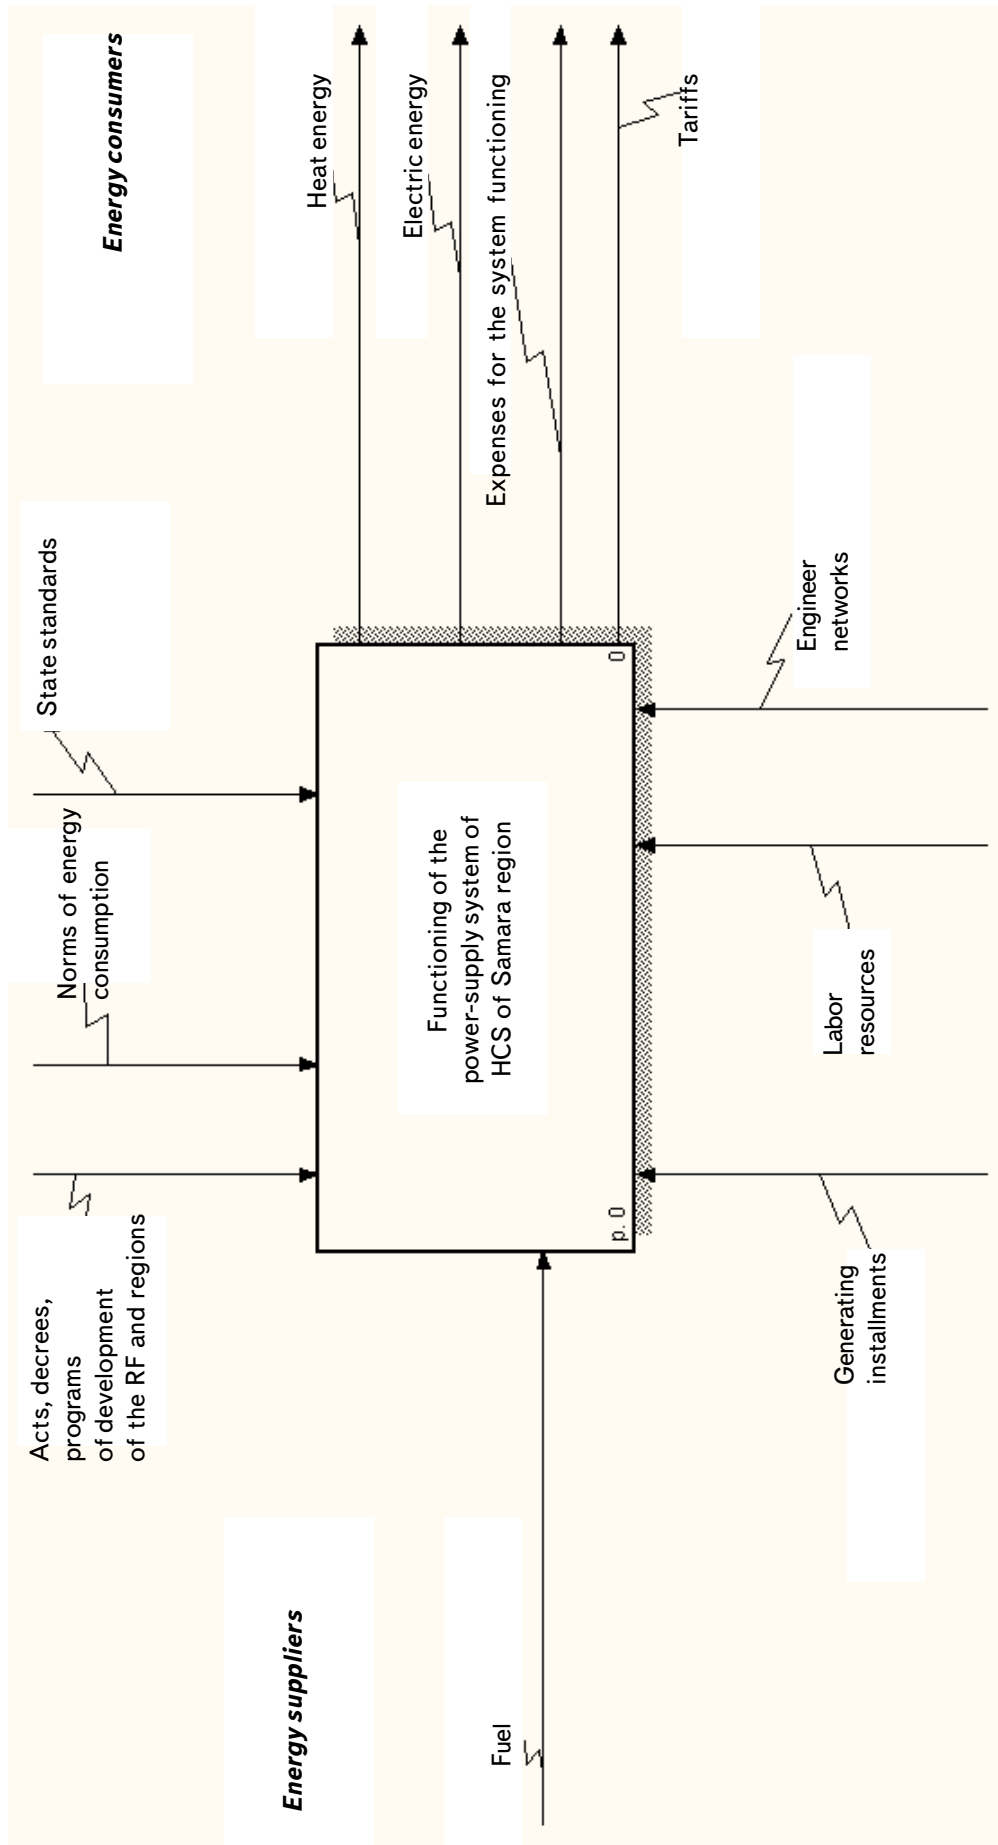 Energy suppliers
Fuel
Acts, decrees,
programs
of development
of the RF and regions
Norms of energy
consumption
State standards
Energy consumers
Functioning of the
power-supply system of
HCS of Samara region
p. 0
0
Heat energy
Electric energy
Expenses for the system functioning
Tariffs
Generating
installments
Labor
resources
Engineer
networks